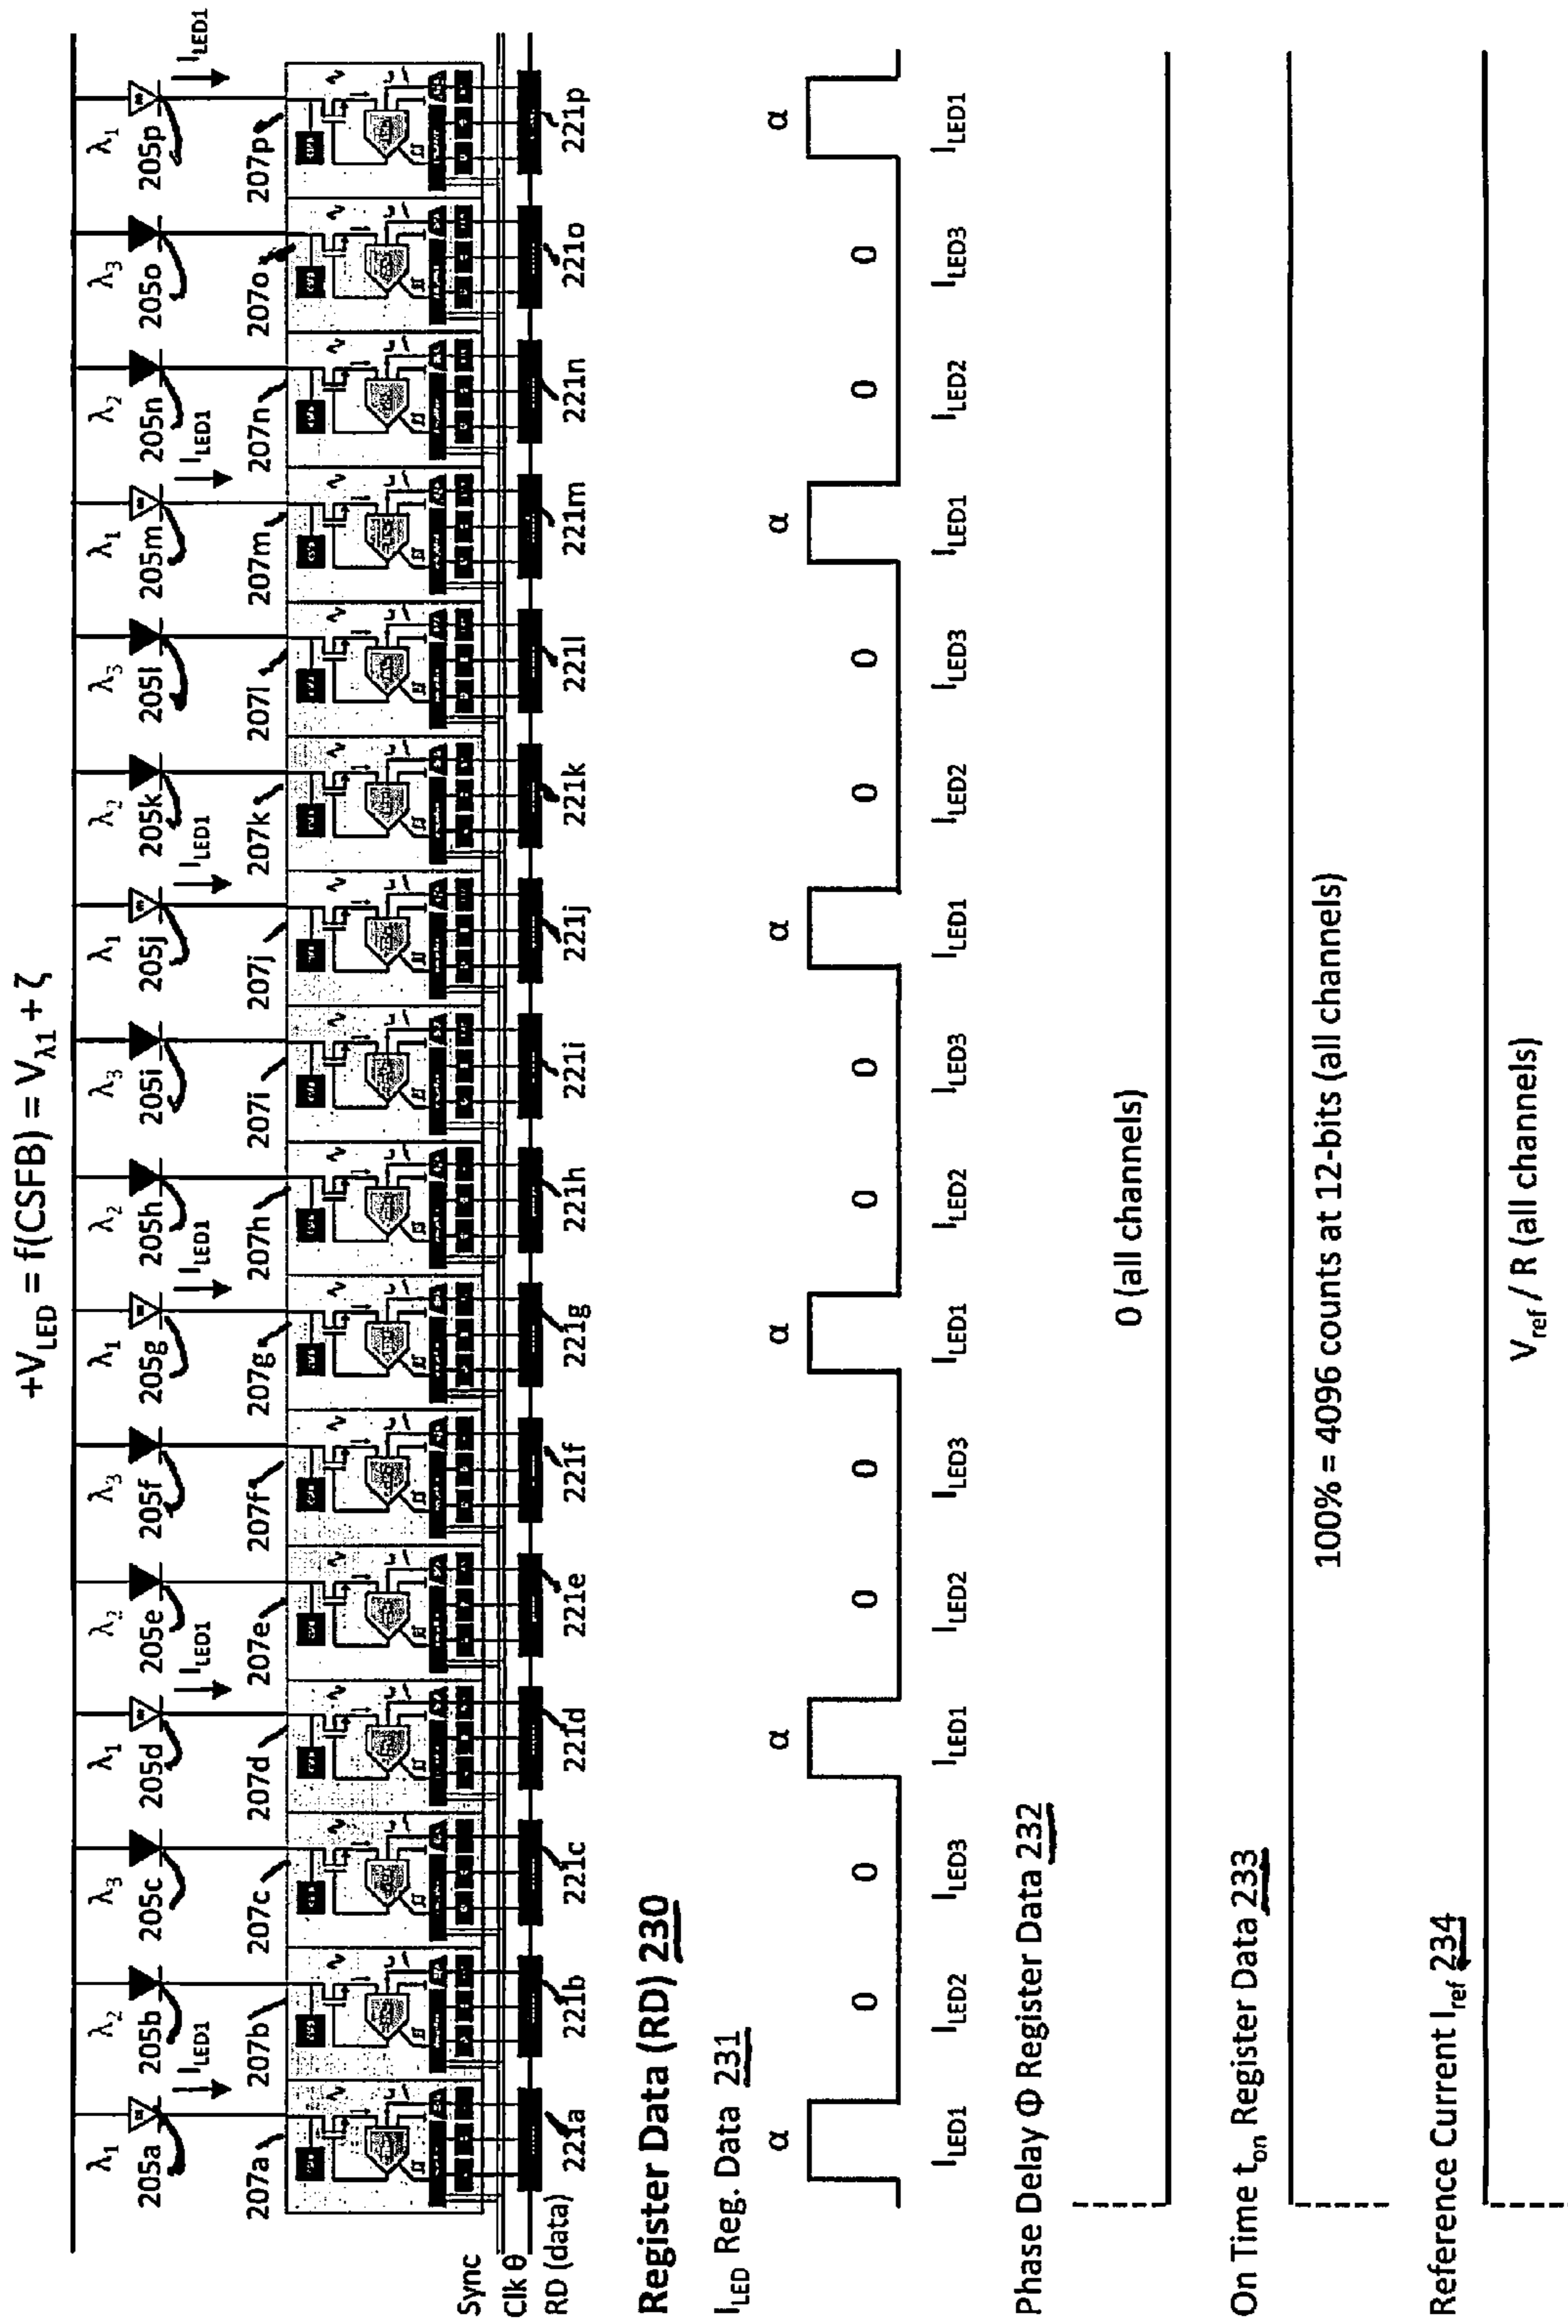 +V_LED = f(CSFB) = V_λ1 + ζ
λ1 λ2 λ3 λ1 λ2 λ3 λ1 λ2 λ3 λ1 λ2 λ3 λ1 λ2 λ3 λ1
205a 205b 205c 205d 205e 205f 205g 205h 205i 205j 205k 205l 205m 205n 205o 205p
I_LED1 I_LED1 I_LED1 I_LED1 I_LED1 I_LED1
207a 207b 207c 207d 207e 207f 207g 207h 207i 207j 207k 207l 207m 207n 207o 207p
Sync
Clk θ
RD (data)
221a 221b 221c 221d 221e 221f 221g 221h 221i 221j 221k 221l 221m 221n 221o 221p
Register Data (RD) 230
I_LED Reg. Data 231
α 0 0 α 0 0 α 0 0 α 0 0 α 0 0 α
I_LED1 I_LED2 I_LED3 I_LED1 I_LED2 I_LED3 I_LED1 I_LED2 I_LED3 I_LED1 I_LED2 I_LED3 I_LED1 I_LED2 I_LED3 I_LED1
Phase Delay Φ Register Data 232
0 (all channels)
On Time t_on Register Data 233
100% = 4096 counts at 12-bits (all channels)
Reference Current I_ref 234
V_ref / R (all channels)